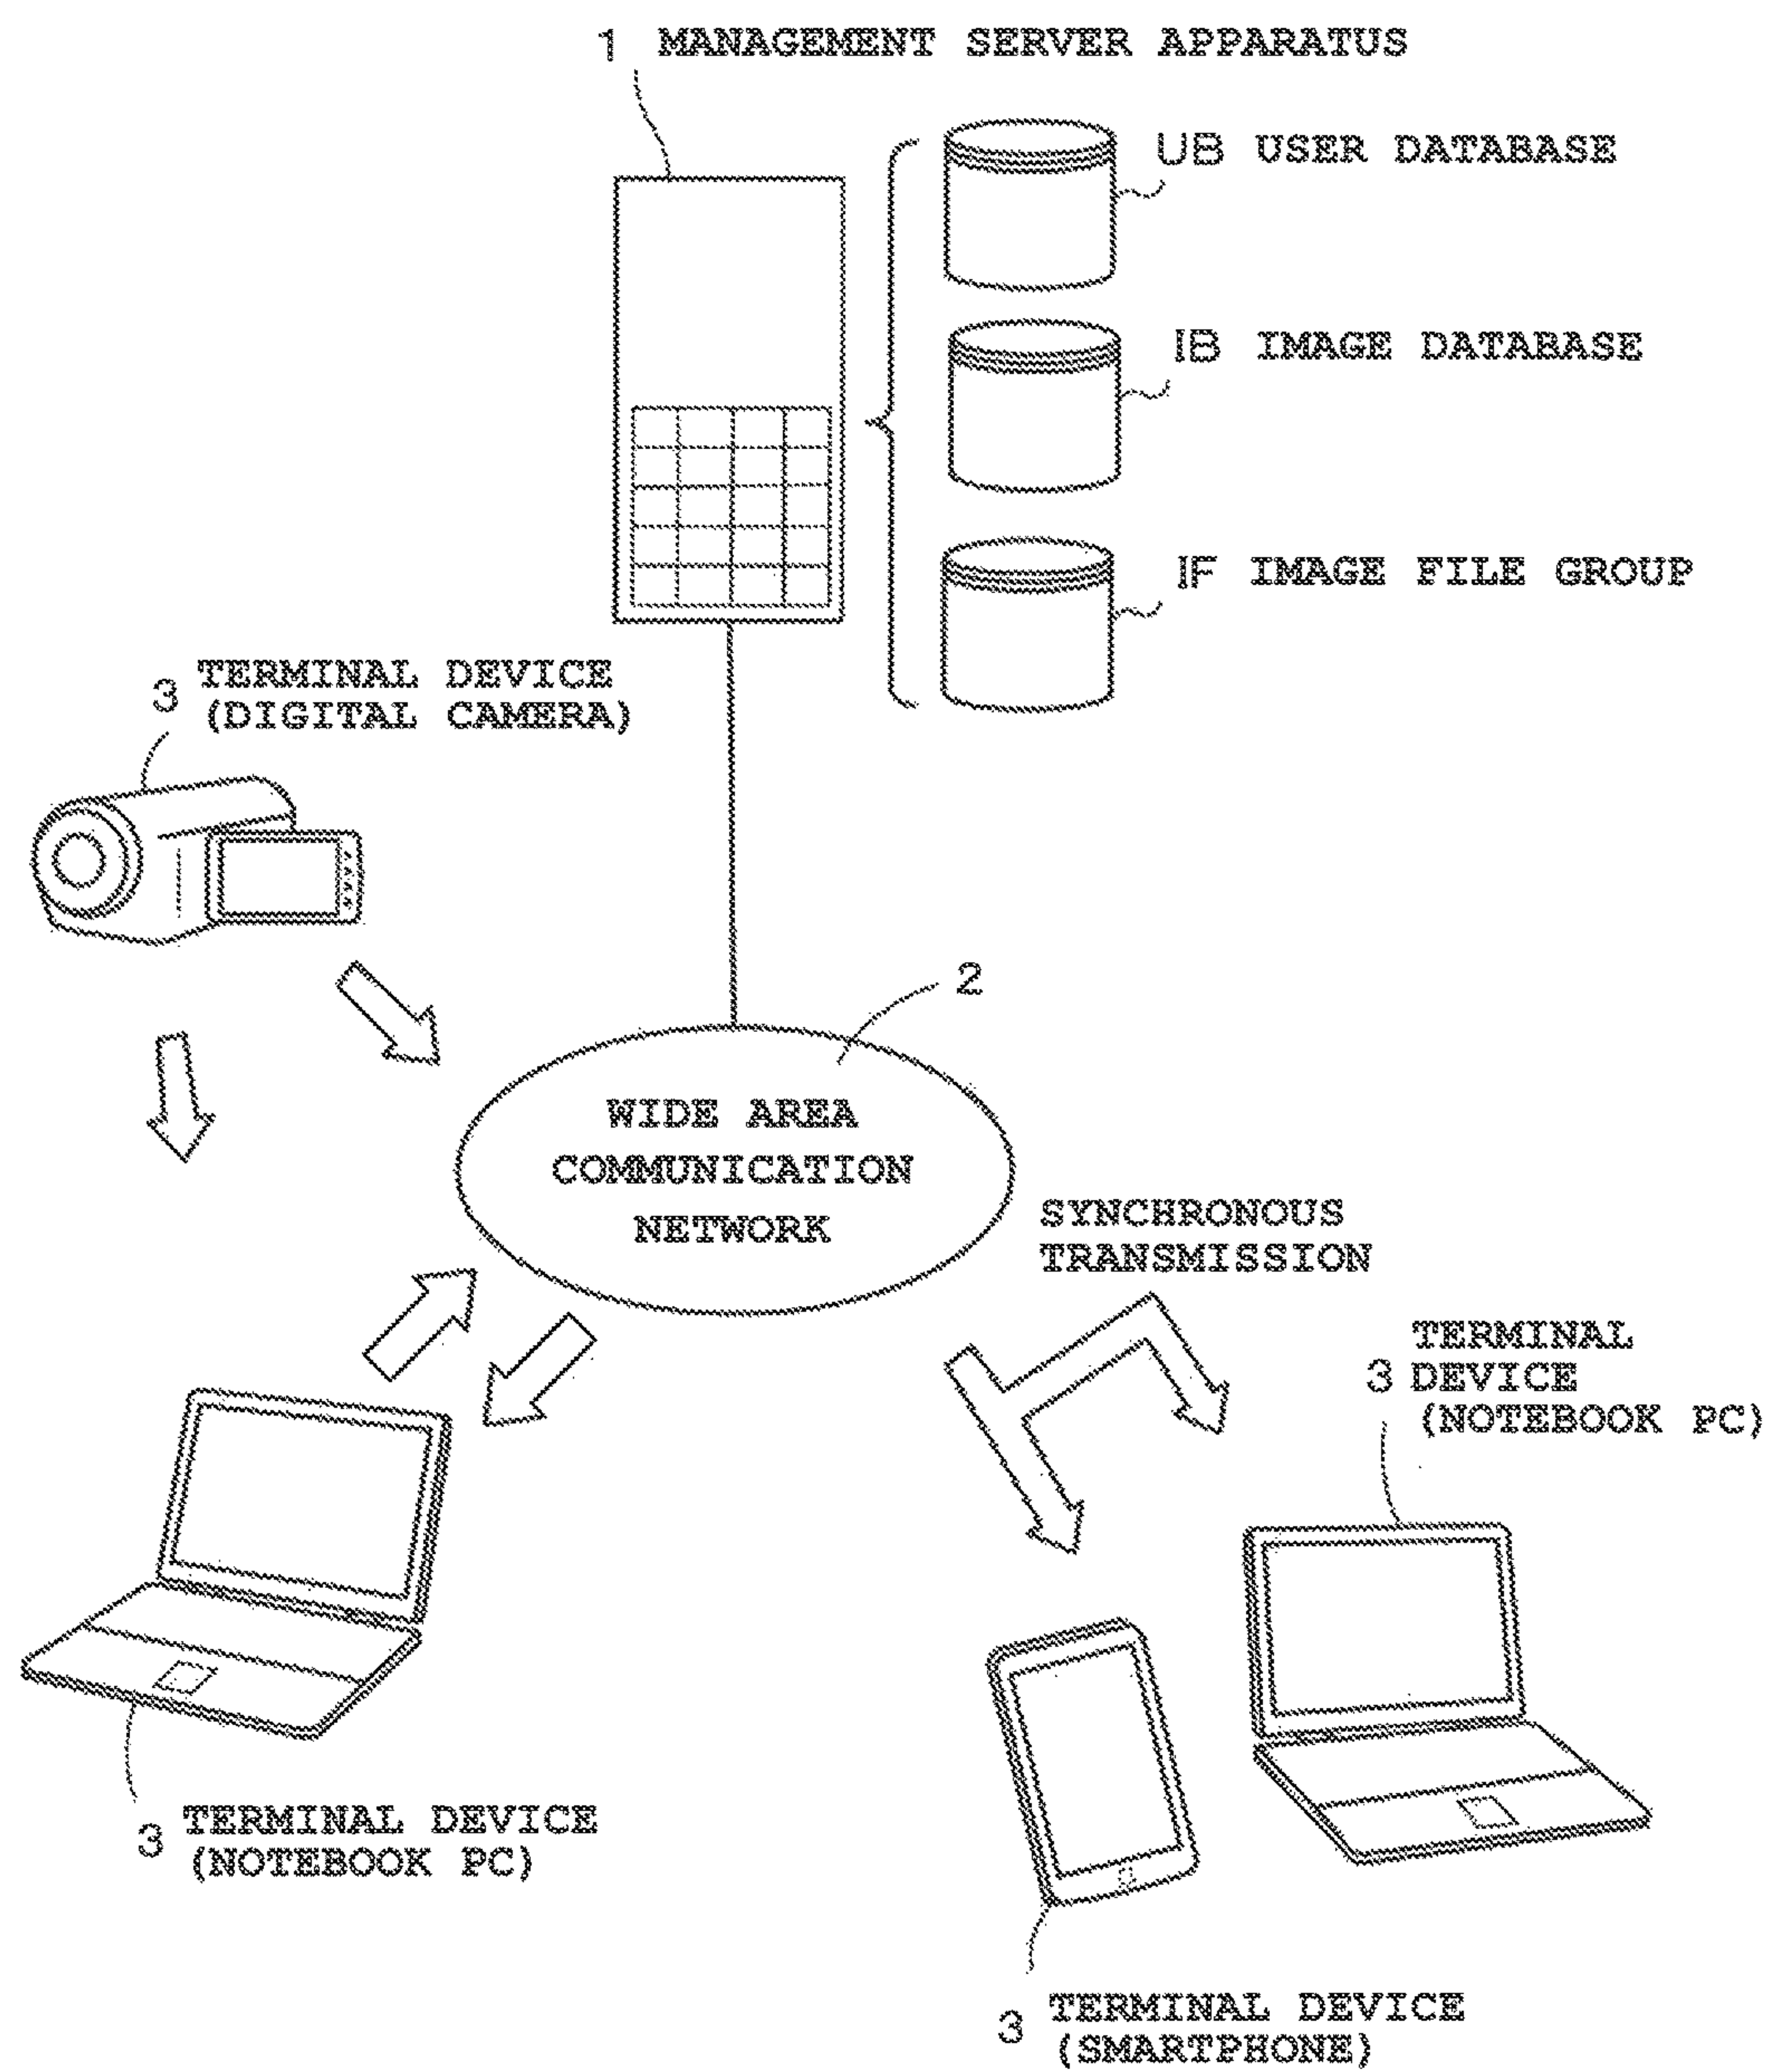 1 MANAGEMENT SERVER APPARATUS
UB USER DATABASE
IB IMAGE DATABASE
IF IMAGE FILE GROUP
3 TERMINAL DEVICE
(DIGITAL CAMERA)
2
WIDE AREA
COMMUNICATION
NETWORK
SYNCHRONOUS
TRANSMISSION
TERMINAL
3 DEVICE
(NOTEBOOK PC)
3 TERMINAL DEVICE
(NOTEBOOK PC)
3 TERMINAL DEVICE
(SMARTPHONE)